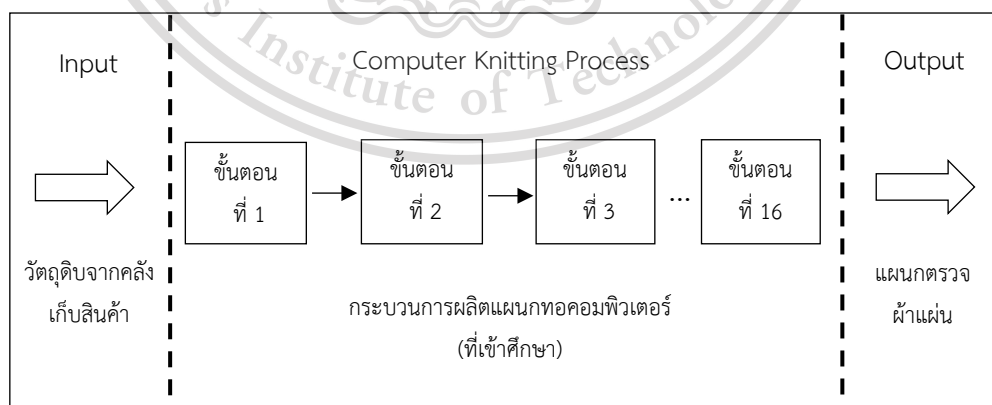 s Institute of Technolo
Input
Computer Knitting Process
Output
ขั้นตอน
ที่ 1
ขั้นตอน
ที่ 2
ขั้นตอน
ที่ 3
...
ขั้นตอน
ที่ 16
วัตถุดิบจากคลัง
เก็บสินค้า
กระบวนการผลิตแผนกทอคอมพิวเตอร์
(ที่เข้าศึกษา)
แผนกตรวจ
ผ้าแผ่น